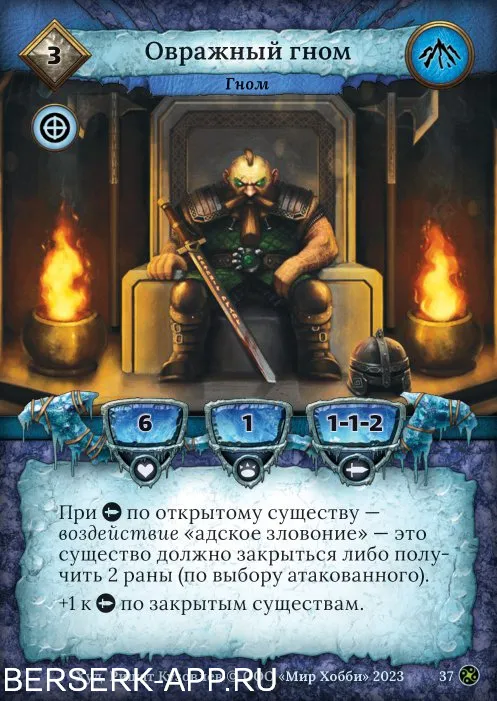 3
Овражный гном
Гном
6
1
1-1-2
При по открытому существу —
воздействие «адское зловоние» — это
существо должно закрыться либо полу-
чить 2 раны (по выбору атакованного).
+1 к по закрытым существам.
ООО «Мир Хобби» 2023
37
BERSERK-APP.RU